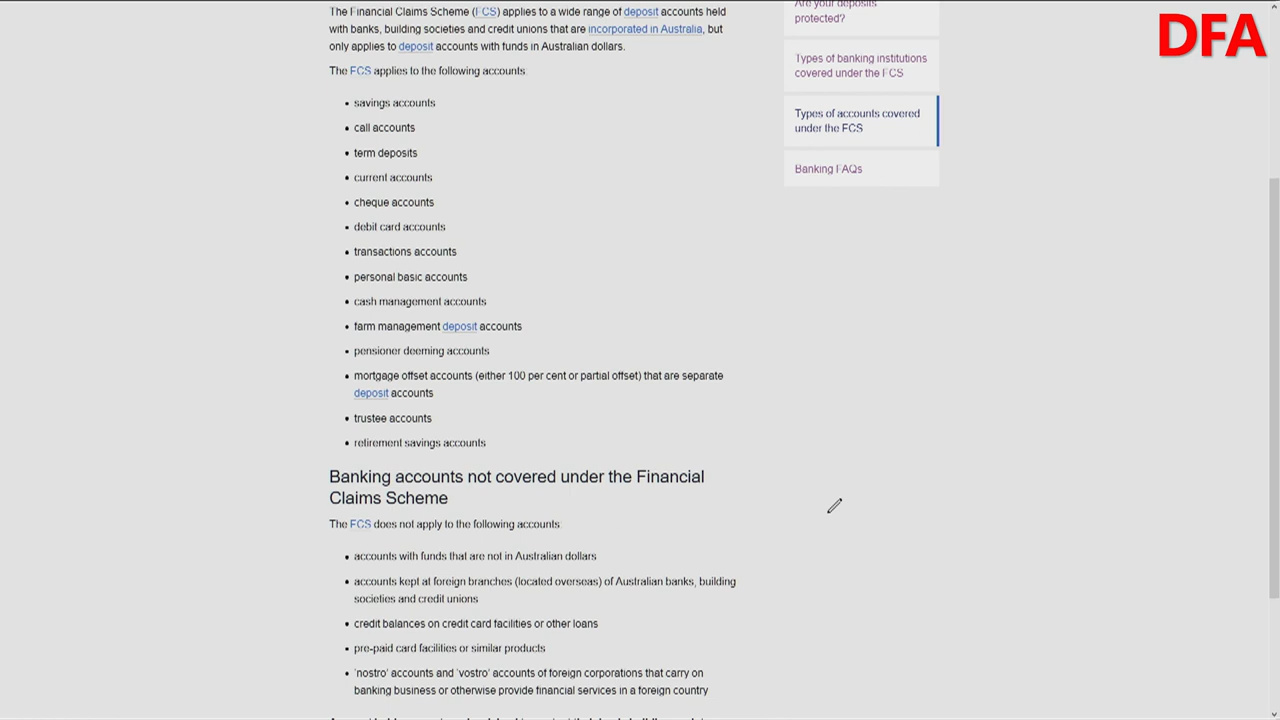 The Financial Claims Scheme (FCS) applies to a wide range of deposit accounts held
with banks, building societies and credit unions that are incorporated in Australia, but
only applies to deposit accounts with funds in Australian dollars.
The FCS applies to the following accounts:
• savings accounts
• call accounts
• term deposits
• current accounts
• cheque accounts
• debit card accounts
• transactions accounts
• personal basic accounts
• cash management accounts
• farm management deposit accounts
• pensioner deeming accounts
• mortgage offset accounts (either 100 per cent or partial offset) that are separate
deposit accounts
• trustee accounts
• retirement savings accounts
Banking accounts not covered under the Financial
Claims Scheme
The FCS does not apply to the following accounts:
• accounts with funds that are not in Australian dollars
• accounts kept at foreign branches (located overseas) of Australian banks, building
societies and credit unions
• credit balances on credit card facilities or other loans
• pre-paid card facilities or similar products
• 'nostro' accounts and 'vostro' accounts of foreign corporations that carry on
banking business or otherwise provide financial services in a foreign country
Are your deposits
protected?
Types of banking institutions
covered under the FCS
Types of accounts covered
under the FCS
Banking FAQs
DFA